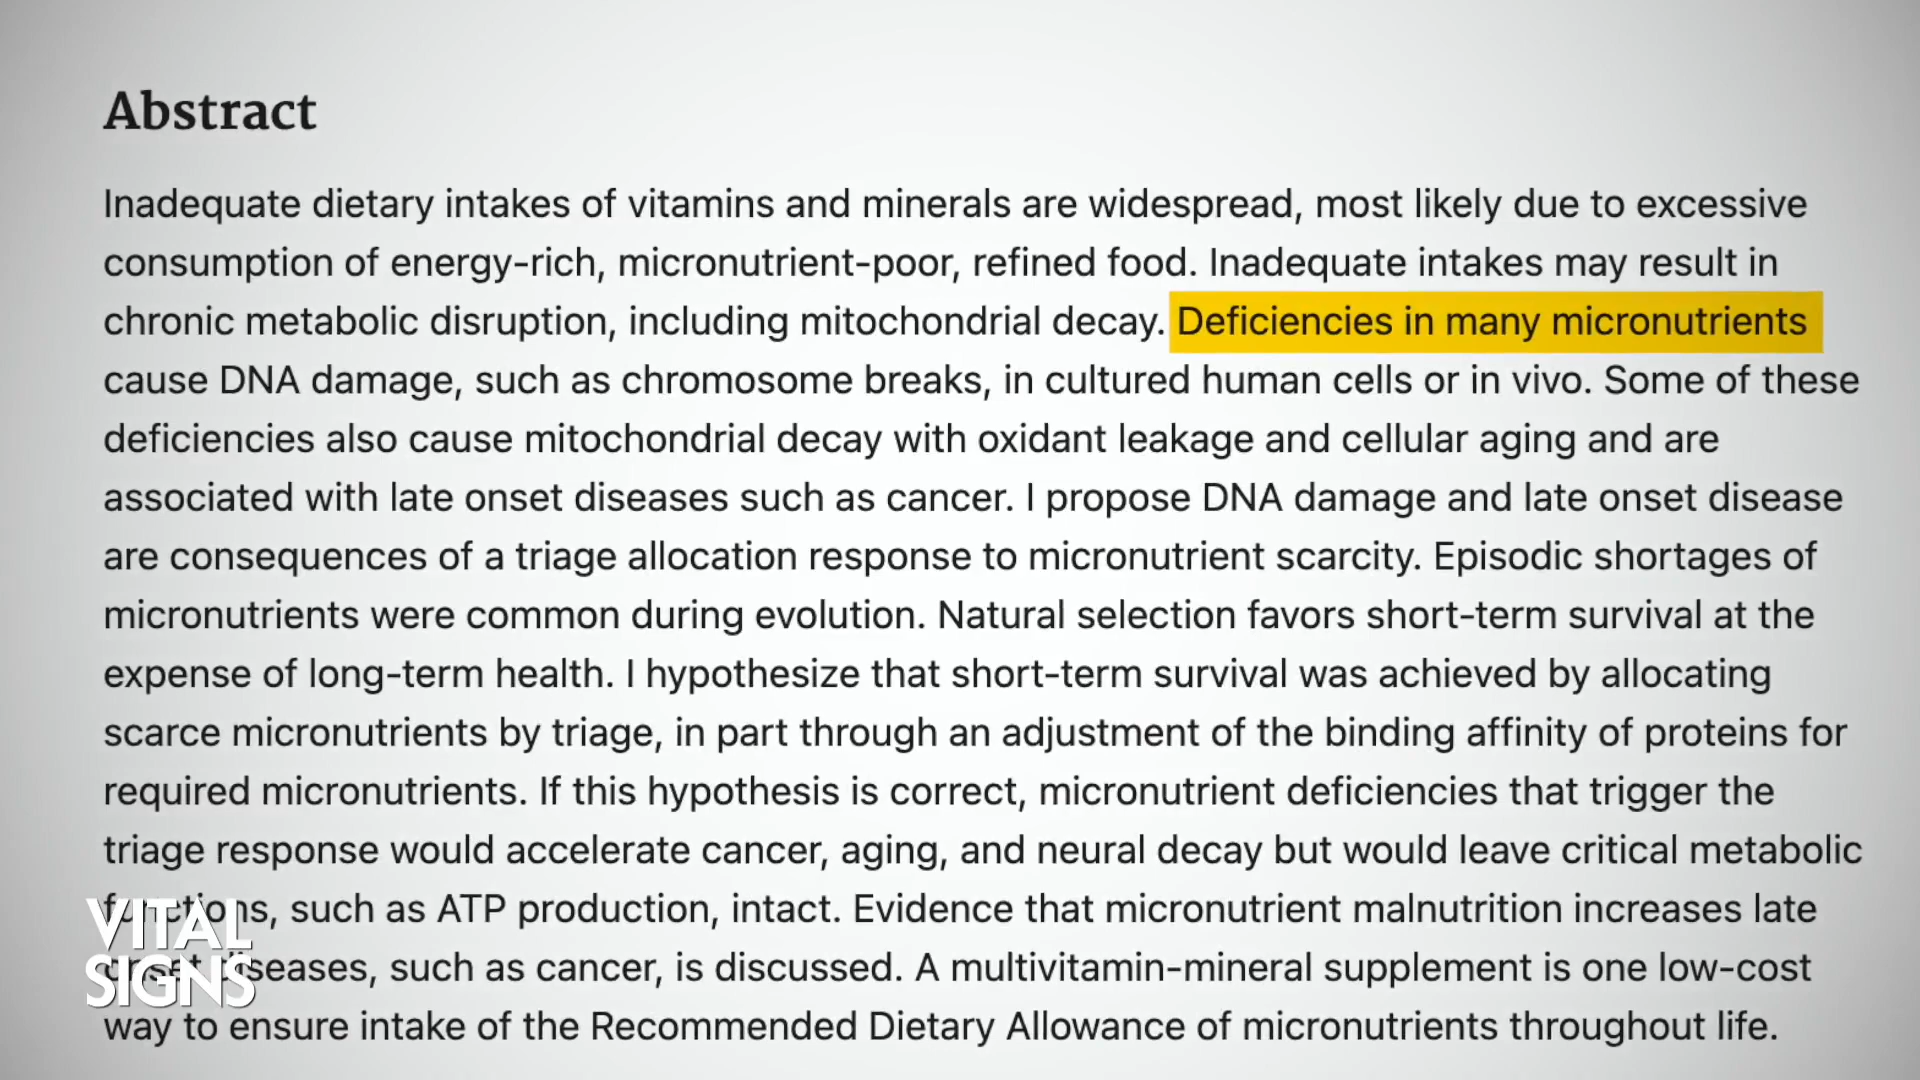 Abstract
Inadequate dietary intakes of vitamins and minerals are widespread, most likely due to excessive
consumption of energy-rich, micronutrient-poor, refined food. Inadequate intakes may result in
chronic metabolic disruption, including mitochondrial decay. Deficiencies in many micronutrients
cause DNA damage, such as chromosome breaks, in cultured human cells or in vivo. Some of these
deficiencies also cause mitochondrial decay with oxidant leakage and cellular aging and are
associated with late onset diseases such as cancer. I propose DNA damage and late onset disease
are consequences of a triage allocation response to micronutrient scarcity. Episodic shortages of
micronutrients were common during evolution. Natural selection favors short-term survival at the
expense of long-term health. I hypothesize that short-term survival was achieved by allocating
scarce micronutrients by triage, in part through an adjustment of the binding affinity of proteins for
required micronutrients. If this hypothesis is correct, micronutrient deficiencies that trigger the
triage response would accelerate cancer, aging, and neural decay but would leave critical metabolic
functions, such as ATP production, intact. Evidence that micronutrient malnutrition increases late
onset diseases, such as cancer, is discussed. A multivitamin-mineral supplement is one low-cost
way to ensure intake of the Recommended Dietary Allowance of micronutrients throughout life.
VITAL
SIGNS